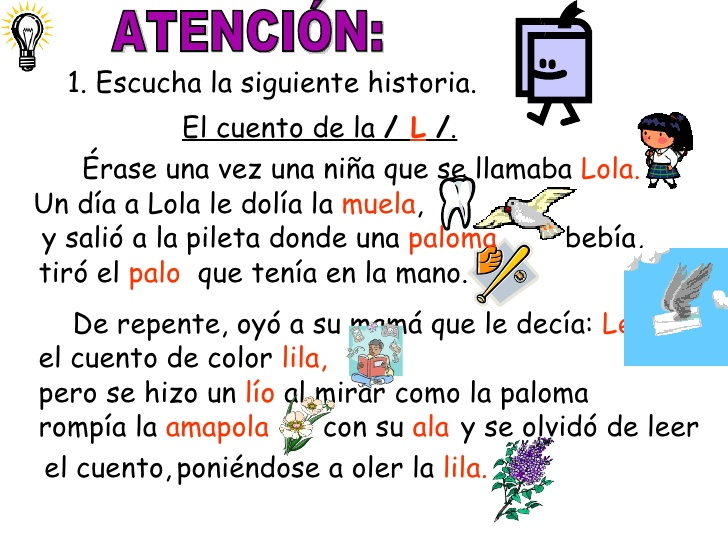 ATENCIÓN:
1. Escucha la siguiente historia.
El cuento de la / L /.
Érase una vez una niña que se llamaba Lola.
Un día a Lola le dolía la muela,
y salió a la pileta donde una paloma bebía.
tiró el palo que tenía en la mano.
De repente, oyó a su mamá que le decía:
el cuento de color lila,
pero se hizo un lío al mirar como la paloma
rompía la amapola con su ala y se olvidó de leer
el cuento, poniéndose a oler la lila.